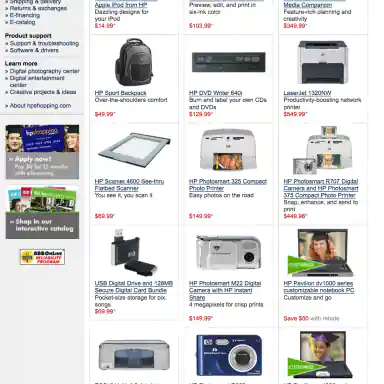 » Shipping & delivery
» Returns & exchanges
» E-financing
» E-catalog
Product support
» Support & troubleshooting
» Software & drivers
Learn more
» Digital photography center
» Digital entertainment
center
» Creative projects & ideas
» About hpshopping.com
hpshopping
» Apply now!
» Shop in our
interactive catalog
BBBOnLine
RELIABILITY
PROGRAM
Apple iPod from HP
Dazzling designs for
your iPod
$14.99*
Preview, edit, and print in
six-ink color
$103.99*
Media Companion
Feature-rich planning and
creativity
$349.99*
HP Sport Backpack
Over-the-shoulders comfort
$49.99*
HP DVD Writer 640i
Burn and label your own CDs
and DVDs
$129.99*
LaserJet 1320NW
Productivity-boosting network
printer
$549.99*
HP Scanjet 4600 See-thru
Flatbed Scanner
You see it, you scan it
$89.99*
HP Photosmart 325 Compact
Photo Printer
Easy photos on the road
$149.99*
HP Photosmart R707 Digital
Camera and HP Photosmart
375 Compact Photo Printer
Snap, enhance, and send to
print
$449.98*
USB Digital Drive and 128MB
Secure Digital Card Bundle
Pocket-size storage for pix,
songs
$69.99*
HP Photosmart M22 Digital
Camera with HP Instant
Share
4 megapixels for crisp prints
$149.99*
HP Pavilion dv1000 series
customizable notebook PC
Customize and go
Save $50 with rebate